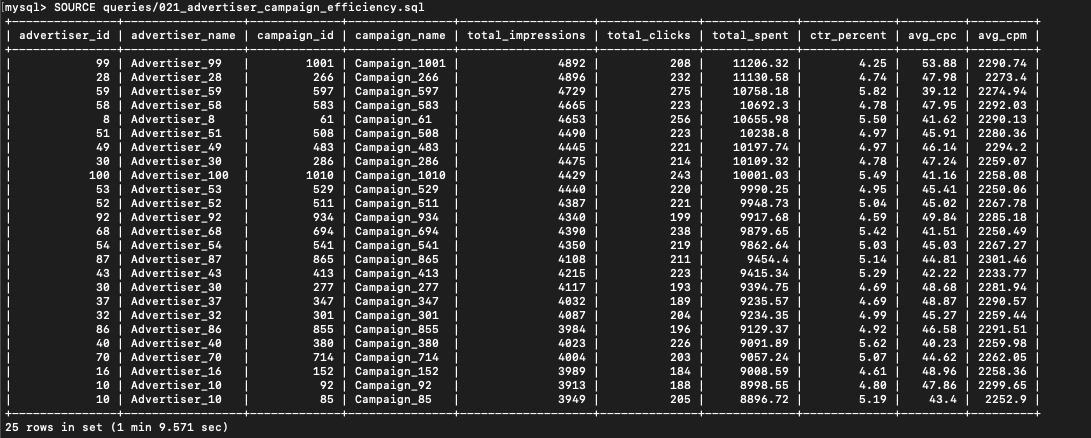 [mysql> SOURCE queries/021_advertiser_campaign_efficiency.sql
| advertiser_id | advertiser_name | campaign_id | campaign_name | total_impressions | total_clicks | total_spent | ctr_percent | avg_cpc | avg_cpm |
| 99 | Advertiser_99 | 1001 | Campaign_1001 | 4892 | 208 | 11206.32 | 4.25 | 53.88 | 2290.74 |
| 28 | Advertiser_28 | 266 | Campaign_266 | 4896 | 232 | 11130.58 | 4.74 | 47.98 | 2273.4 |
| 59 | Advertiser_59 | 597 | Campaign_597 | 4729 | 275 | 10758.18 | 5.82 | 39.12 | 2274.94 |
| 58 | Advertiser_58 | 583 | Campaign_583 | 4665 | 223 | 10692.3 | 4.78 | 47.95 | 2292.03 |
| 8 | Advertiser_8 | 61 | Campaign_61 | 4653 | 256 | 10655.98 | 5.50 | 41.62 | 2290.13 |
| 51 | Advertiser_51 | 508 | Campaign_508 | 4490 | 223 | 10238.8 | 4.97 | 45.91 | 2280.36 |
| 49 | Advertiser_49 | 483 | Campaign_483 | 4445 | 221 | 10197.74 | 4.97 | 46.14 | 2294.2 |
| 30 | Advertiser_30 | 286 | Campaign_286 | 4475 | 214 | 10109.32 | 4.78 | 47.24 | 2259.07 |
| 100 | Advertiser_100 | 1010 | Campaign_1010 | 4429 | 243 | 10001.03 | 5.49 | 41.16 | 2258.08 |
| 53 | Advertiser_53 | 529 | Campaign_529 | 4440 | 220 | 9990.25 | 4.95 | 45.41 | 2250.06 |
| 52 | Advertiser_52 | 511 | Campaign_511 | 4387 | 221 | 9948.73 | 5.04 | 45.02 | 2267.78 |
| 92 | Advertiser_92 | 934 | Campaign_934 | 4340 | 199 | 9917.68 | 4.59 | 49.84 | 2285.18 |
| 68 | Advertiser_68 | 694 | Campaign_694 | 4390 | 238 | 9879.65 | 5.42 | 41.51 | 2250.49 |
| 54 | Advertiser_54 | 541 | Campaign_541 | 4350 | 219 | 9862.64 | 5.03 | 45.03 | 2267.27 |
| 87 | Advertiser_87 | 865 | Campaign_865 | 4108 | 211 | 9454.4 | 5.14 | 44.81 | 2301.46 |
| 43 | Advertiser_43 | 413 | Campaign_413 | 4215 | 223 | 9415.34 | 5.29 | 42.22 | 2233.77 |
| 30 | Advertiser_30 | 277 | Campaign_277 | 4117 | 193 | 9394.75 | 4.69 | 48.68 | 2281.94 |
| 37 | Advertiser_37 | 347 | Campaign_347 | 4032 | 189 | 9235.57 | 4.69 | 48.87 | 2290.57 |
| 32 | Advertiser_32 | 301 | Campaign_301 | 4087 | 204 | 9234.35 | 4.99 | 45.27 | 2259.44 |
| 86 | Advertiser_86 | 855 | Campaign_855 | 3984 | 196 | 9129.37 | 4.92 | 46.58 | 2291.51 |
| 40 | Advertiser_40 | 380 | Campaign_380 | 4023 | 226 | 9091.89 | 5.62 | 40.23 | 2259.98 |
| 70 | Advertiser_70 | 714 | Campaign_714 | 4004 | 203 | 9057.24 | 5.07 | 44.62 | 2262.05 |
| 16 | Advertiser_16 | 152 | Campaign_152 | 3989 | 184 | 9008.59 | 4.61 | 48.96 | 2258.36 |
| 10 | Advertiser_10 | 92 | Campaign_92 | 3913 | 188 | 8998.55 | 4.80 | 47.86 | 2299.65 |
| 10 | Advertiser_10 | 85 | Campaign_85 | 3949 | 205 | 8896.72 | 5.19 | 43.4 | 2252.9 |
25 rows in set (1 min 9.571 sec)